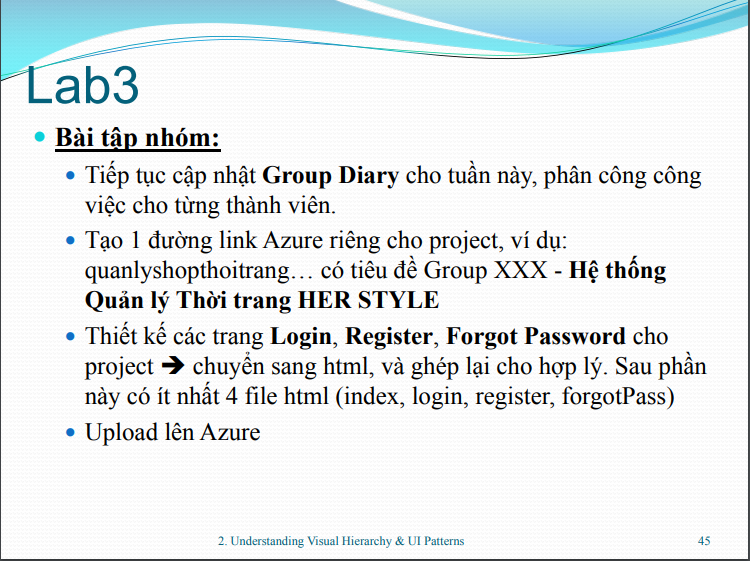 Lab3
Bài tập nhóm:
Tiếp tục cập nhật Group Diary cho tuần này, phân công công
việc cho từng thành viên.
Tạo 1 đường link Azure riêng cho project, ví dụ:
quanlyshopthoitrang… có tiêu đề Group XXX - Hệ thống
Quản lý Thời trang HER STYLE
Thiết kế các trang Login, Register, Forgot Password cho
project ➔ chuyển sang html, và ghép lại cho hợp lý. Sau phần
này có ít nhất 4 file html (index, login, register, forgotPass)
Upload lên Azure
2. Understanding Visual Hierarchy & UI Patterns
45